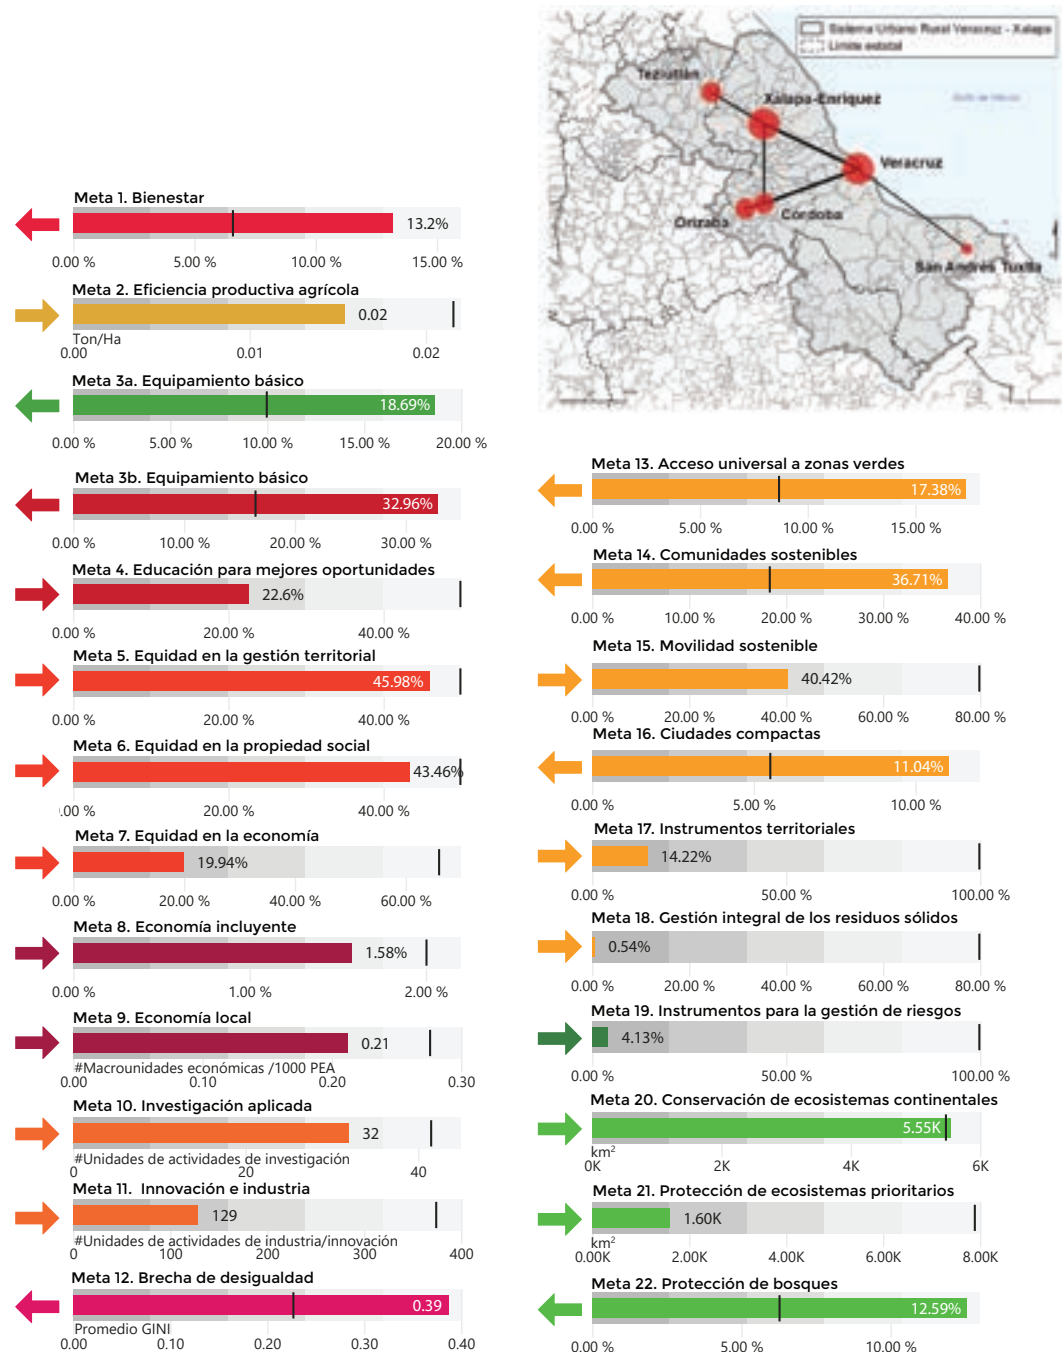 Sistema Urbano Rural Veracruz - Xalapa
Límite estatal
Teziutlán
Xalapa-Enríquez
Veracruz
Orizaba
Córdoba
San Andrés Tuxtla
Meta 1. Bienestar
13.2%
0.00 %
5.00 %
10.00 %
15.00 %
Meta 2. Eficiencia productiva agrícola
0.02
Ton/Ha
0.00
0.01
0.02
Meta 3a. Equipamiento básico
18.69%
0.00 %
5.00 %
10.00 %
15.00 %
20.00 %
Meta 3b. Equipamiento básico
32.96%
0.00 %
10.00 %
20.00 %
30.00 %
Meta 4. Educación para mejores oportunidades
22.6%
0.00 %
20.00 %
40.00 %
Meta 5. Equidad en la gestión territorial
45.98%
0.00 %
20.00 %
40.00 %
Meta 6. Equidad en la propiedad social
43.46%
.00 %
20.00 %
40.00 %
Meta 7. Equidad en la economía
19.94%
0.00 %
20.00 %
40.00 %
60.00 %
Meta 8. Economía incluyente
1.58%
0.00 %
1.00 %
2.00 %
Meta 9. Economía local
0.21
#Macrounidades económicas /1000 PEA
0.00
0.10
0.20
0.30
Meta 10. Investigación aplicada
32
#Unidades de actividades de investigación
0
20
40
Meta 11. Innovación e industria
129
#Unidades de actividades de industria/innovación
0
100
200
300
400
Meta 12. Brecha de desigualdad
0.39
Promedio GINI
0.00
0.10
0.20
0.30
0.40
Meta 13. Acceso universal a zonas verdes
17.38%
0.00 %
5.00 %
10.00 %
15.00 %
Meta 14. Comunidades sostenibles
36.71%
0.00 %
10.00 %
20.00 %
30.00 %
40.00 %
Meta 15. Movilidad sostenible
40.42%
0.00 %
20.00 %
40.00 %
60.00 %
80.00 %
Meta 16. Ciudades compactas
11.04%
0.00 %
5.00 %
10.00 %
Meta 17. Instrumentos territoriales
14.22%
0.00 %
50.00 %
100.00 %
Meta 18. Gestión integral de los residuos sólidos
0.54%
0.00 %
20.00 %
40.00 %
60.00 %
80.00 %
Meta 19. Instrumentos para la gestión de riesgos
4.13%
0.00 %
50.00 %
100.00 %
Meta 20. Conservación de ecosistemas continentales
5.55K
km²
0K
2K
4K
6K
Meta 21. Protección de ecosistemas prioritarios
1.60K
km²
0.00K
2.00K
4.00K
6.00K
8.00K
Meta 22. Protección de bosques
12.59%
0.00 %
5.00 %
10.00 %